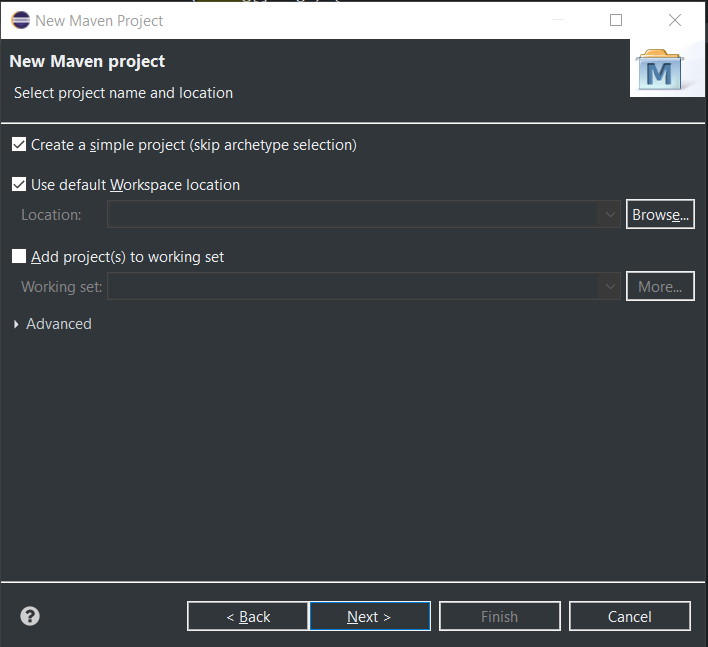 New Maven Project
New Maven project
Select project name and location
M
Create a simple project (skip archetype selection)
Use default Workspace location
Location:
Browse...
Add project(s) to working set
Working set:
More...
Advanced
?
< Back
Next >
Finish
Cancel